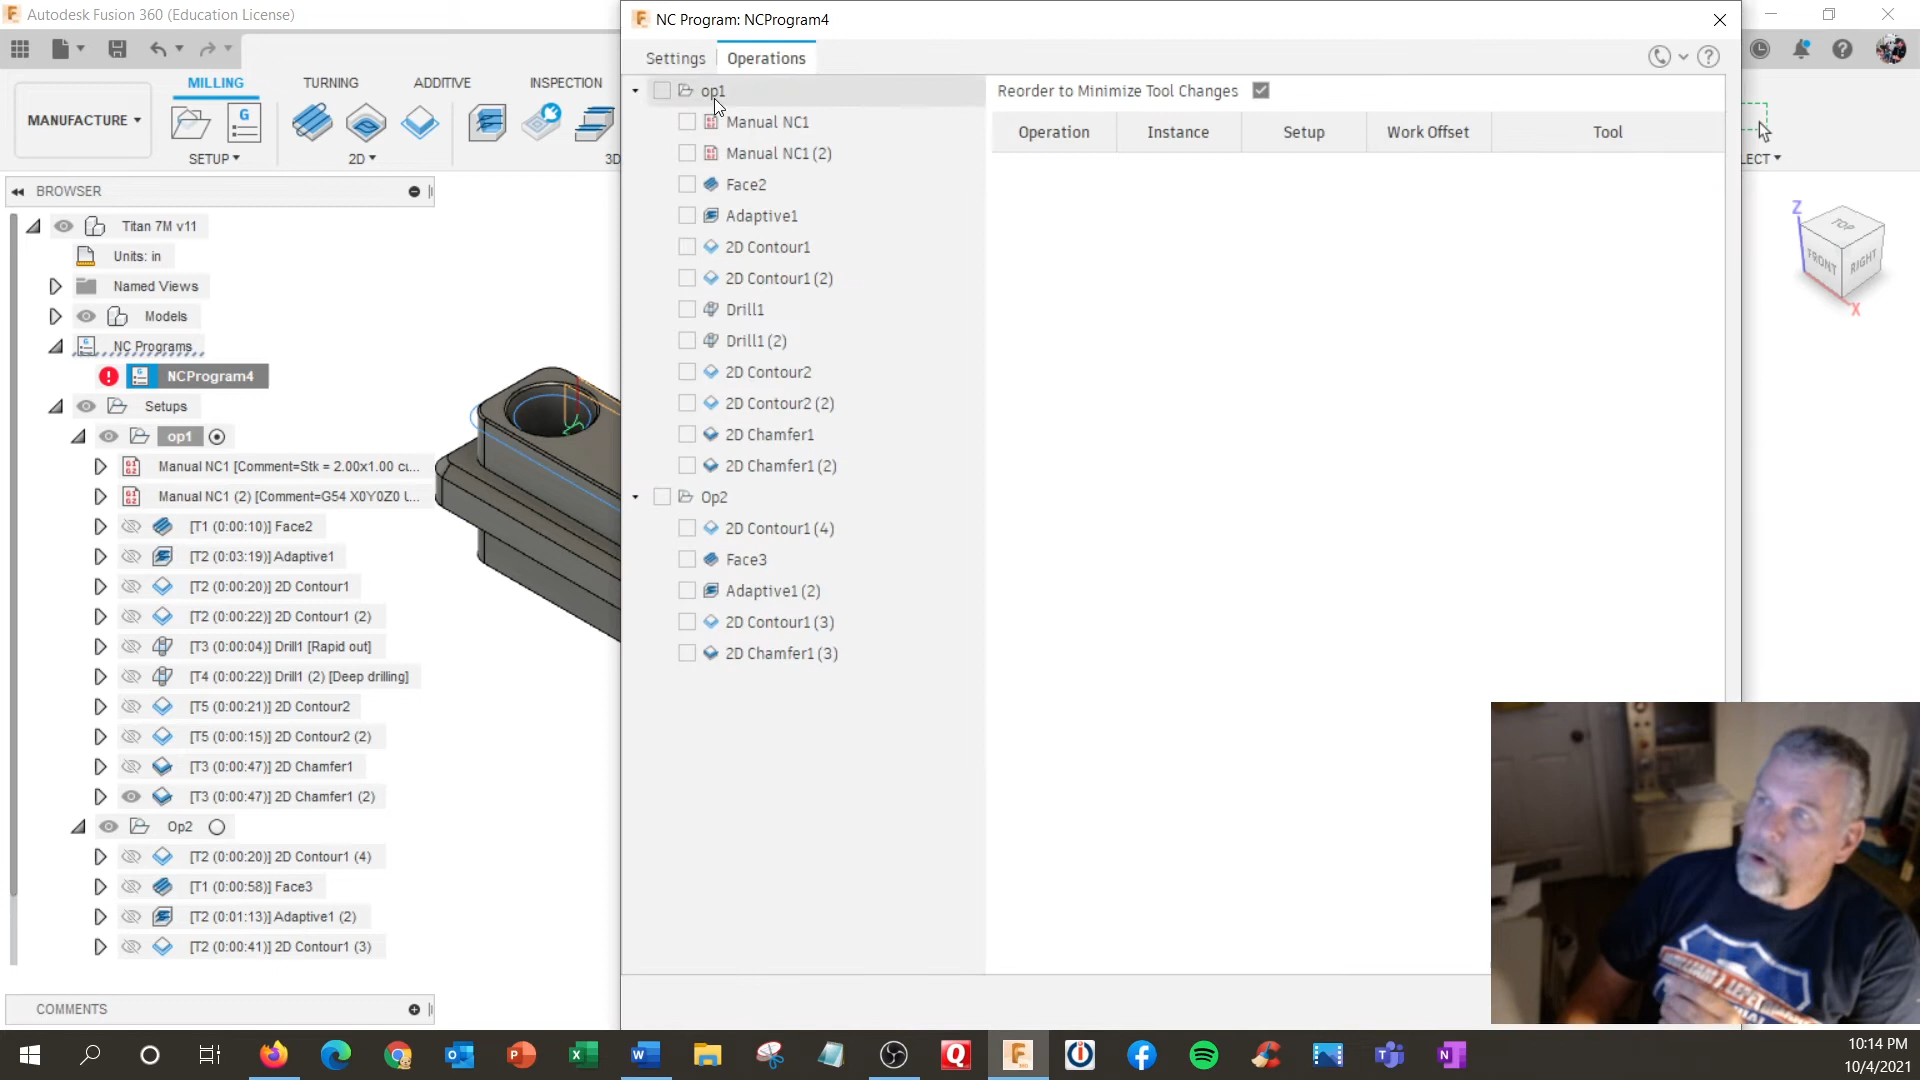 Autodesk Fusion 360 (Education License)
NC Program: NCProgram4
Settings
Operations
MILLING
TURNING
ADDITIVE
INSPECTION
MANUFACTURE
SETUP
2D
3D
LECT
BROWSER
Titan 7M v11
Units: in
Named Views
Models
NC Programs
NCProgram4
Setups
op1
Manual NC1 [Comment=Stk = 2.00x1.00 cu...
Manual NC1 (2) [Comment=G54 X0Y0Z0 l...
[T1 (0:00:10)] Face2
[T2 (0:03:19)] Adaptive1
[T2 (0:00:20)] 2D Contour1
[T2 (0:00:22)] 2D Contour1 (2)
[T3 (0:00:04)] Drill1 [Rapid out]
[T4 (0:00:22)] Drill1 (2) [Deep drilling]
[T5 (0:00:21)] 2D Contour2
[T5 (0:00:15)] 2D Contour2 (2)
[T3 (0:00:47)] 2D Chamfer1
[T3 (0:00:47)] 2D Chamfer1 (2)
Op2
[T2 (0:00:20)] 2D Contour1 (4)
[T1 (0:00:58)] Face3
[T2 (0:01:13)] Adaptive1 (2)
[T2 (0:00:41)] 2D Contour1 (3)
COMMENTS
op1
Manual NC1
Manual NC1 (2)
Face2
Adaptive1
2D Contour1
2D Contour1 (2)
Drill1
Drill1 (2)
2D Contour2
2D Contour2 (2)
2D Chamfer1
2D Chamfer1 (2)
Op2
2D Contour1 (4)
Face3
Adaptive1 (2)
2D Contour1 (3)
2D Chamfer1 (3)
Reorder to Minimize Tool Changes
Operation Instance Setup Work Offset Tool
Z
TOP
FRONT
RIGHT
X
10:14 PM
10/4/2021